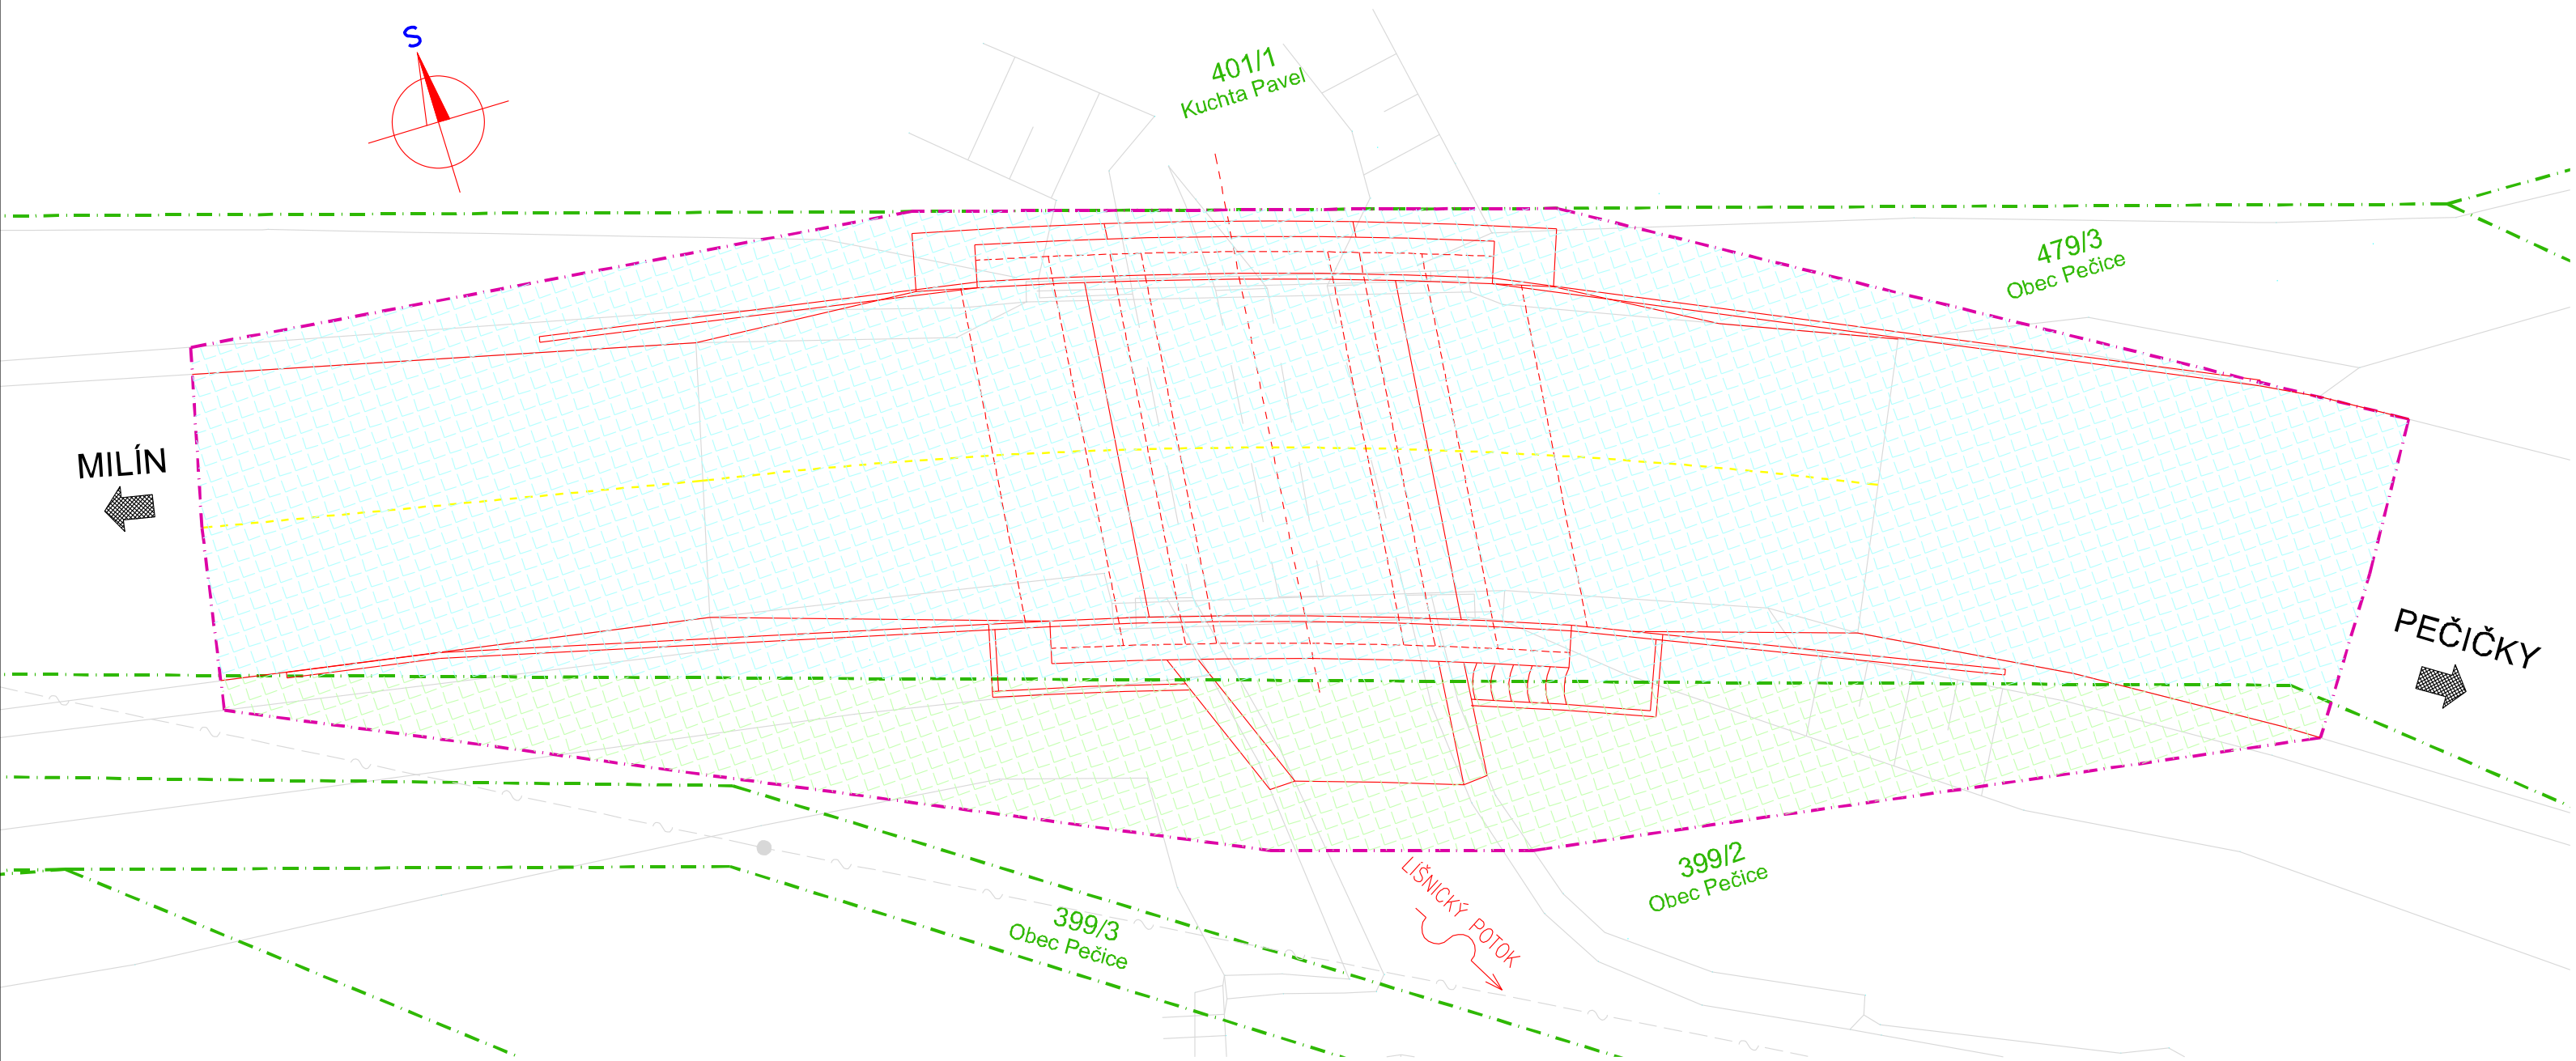 S
401/1
Kuchta Pavel
479/3
Obec Pečice
MILÍN
PEČIČKY
399/2
Obec Pečice
LÍŠNICKÝ POTOK
399/3
Obec Pečice